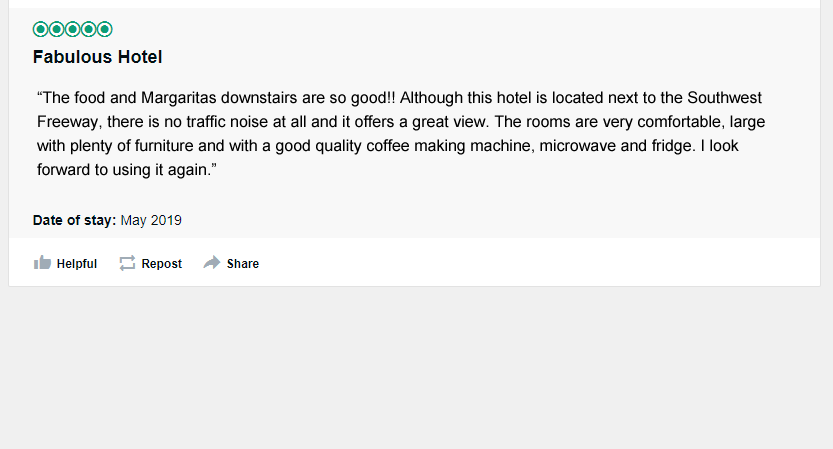 Fabulous Hotel
“The food and Margaritas downstairs are so good!! Although this hotel is located next to the Southwest
Freeway, there is no traffic noise at all and it offers a great view. The rooms are very comfortable, large
with plenty of furniture and with a good quality coffee making machine, microwave and fridge. I look
forward to using it again.”
Date of stay: May 2019
Helpful Repost Share